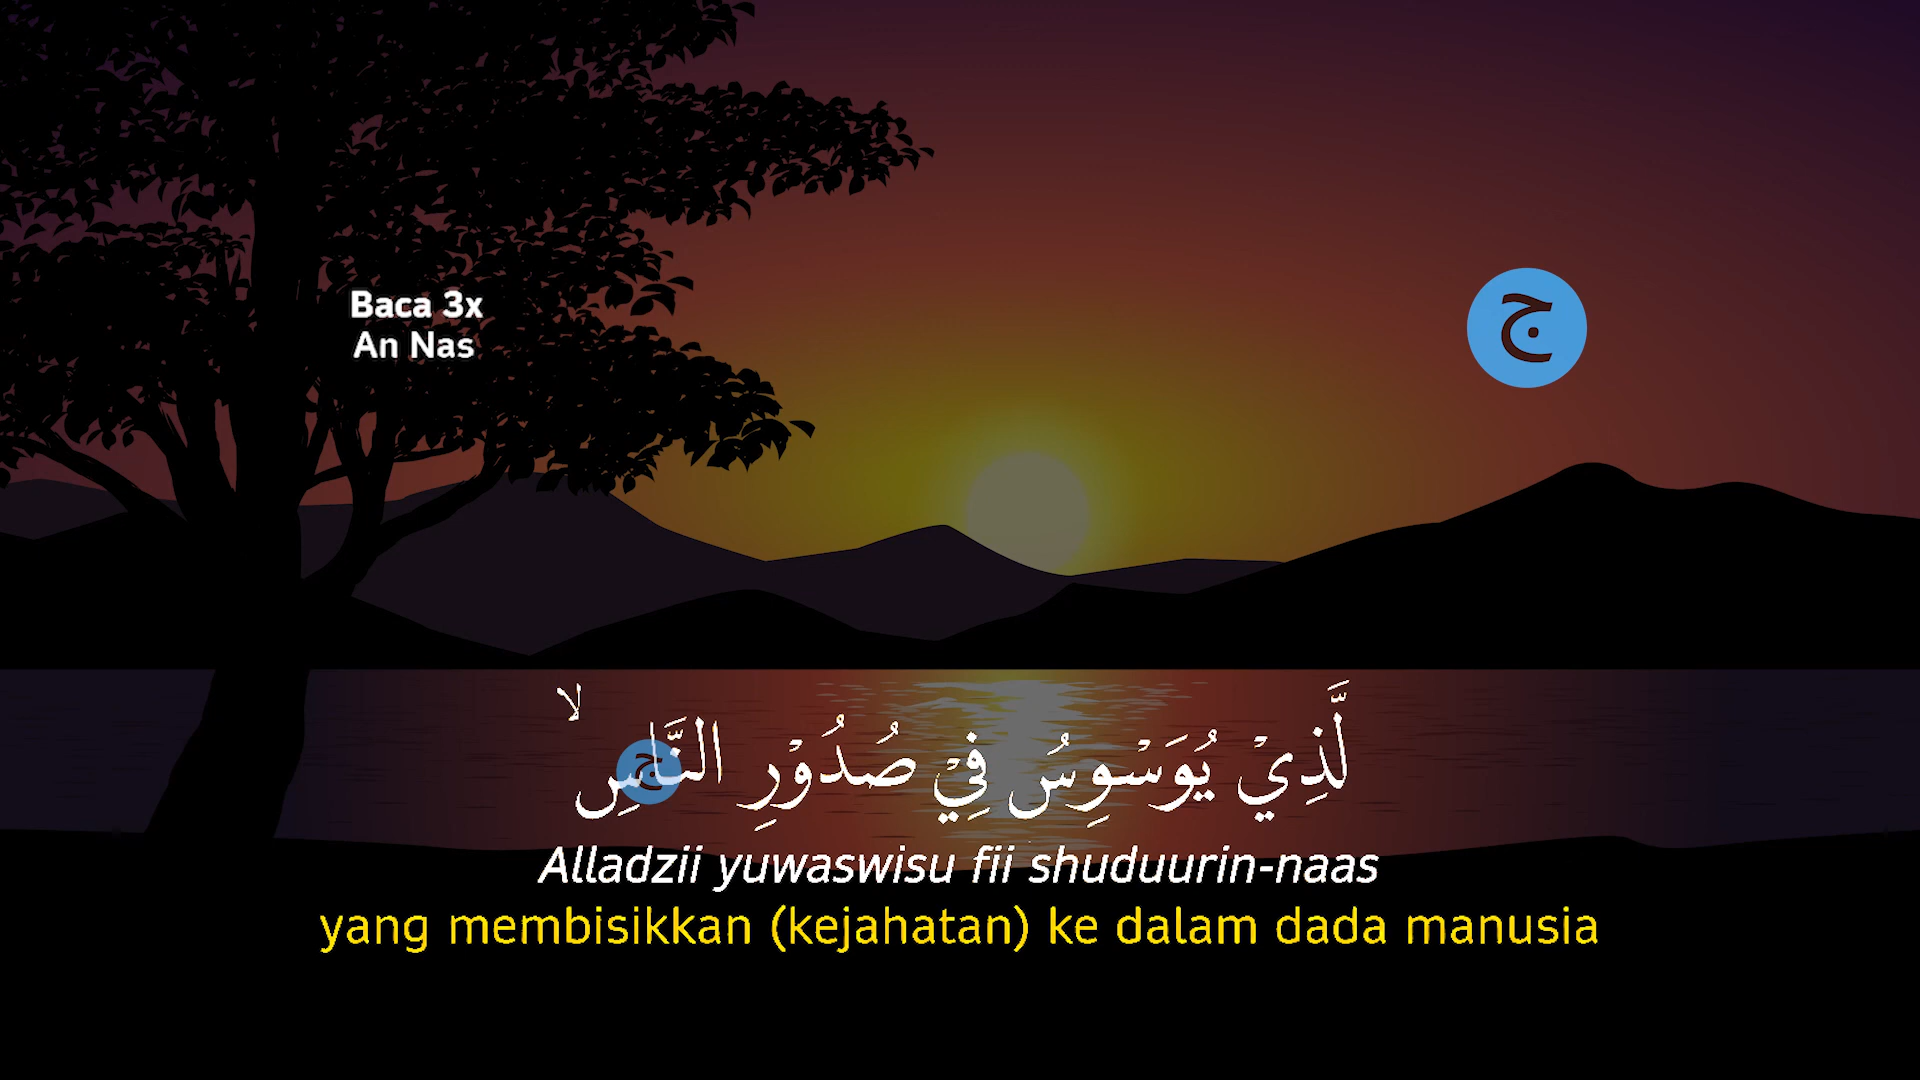 Baca 3x
An Nas
ج
لَّذِيْ يُوَسْوِسُ فِيْ صُدُوْرِ النَّاسِ ۙ
ج
Alladzii yuwaswisu fii shuduurin-naas
yang membisikkan (kejahatan) ke dalam dada manusia